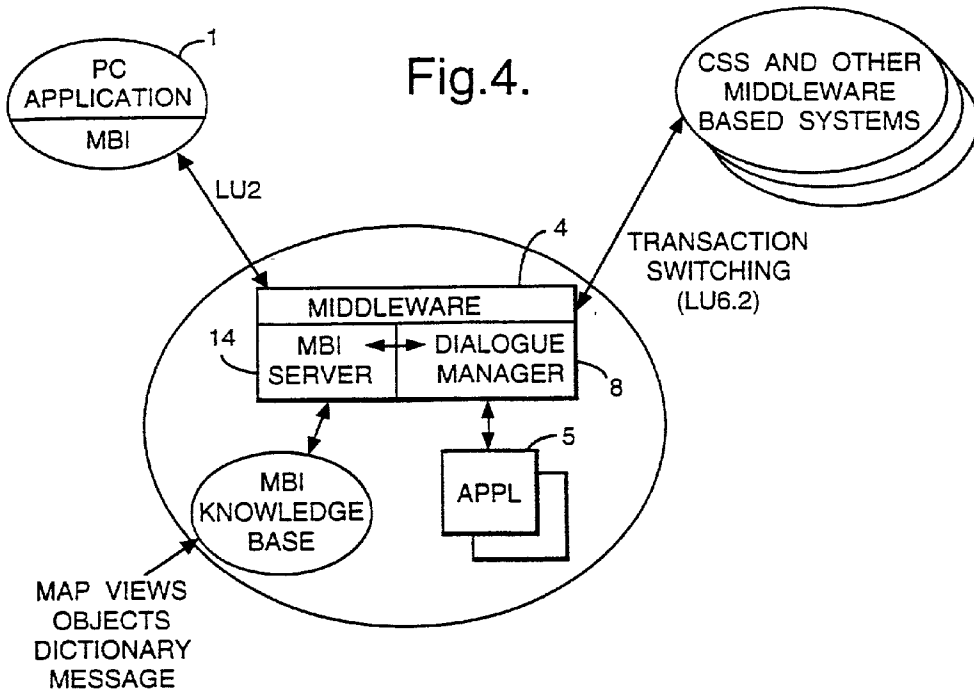 1
PC
APPLICATION
MBI
Fig.4.
CSS AND OTHER
MIDDLEWARE
BASED SYSTEMS
LU2
TRANSACTION
SWITCHING
(LU6.2)
4
MIDDLEWARE
14
MBI
SERVER
DIALOGUE
MANAGER
8
5
APPL
MBI
KNOWLEDGE
BASE
MAP VIEWS
OBJECTS
DICTIONARY
MESSAGE